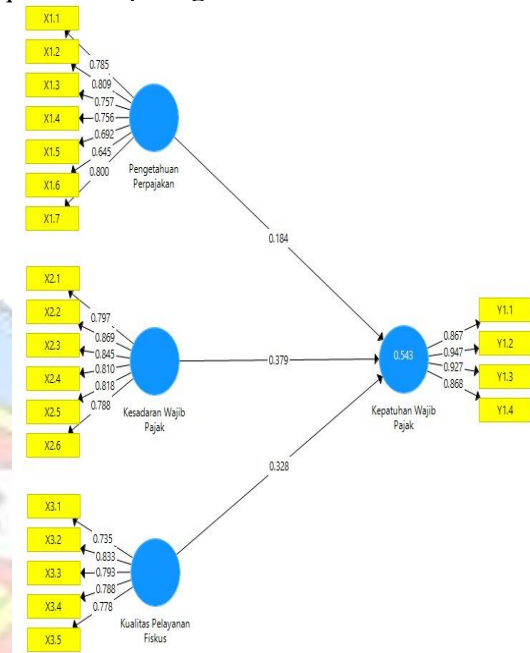 X1.1
X1.2
X1.3
X1.4
X1.5
X1.6
X1.7
0.785
0.809
0.757
0.756
0.692
0.645
0.800
Pengetahuan
Perpajakan
0.184
X2.1
X2.2
X2.3
X2.4
X2.5
X2.6
0.797
0.869
0.845
0.810
0.818
0.788
Kesadaran Wajib
Pajak
0.379
0.543
Kepatuhan Wajib
Pajak
0.867
0.947
0.927
0.868
Y1.1
Y1.2
Y1.3
Y1.4
0.328
X3.1
X3.2
X3.3
X3.4
X3.5
0.735
0.833
0.793
0.788
0.778
Kualitas Pelayanan
Fiskus